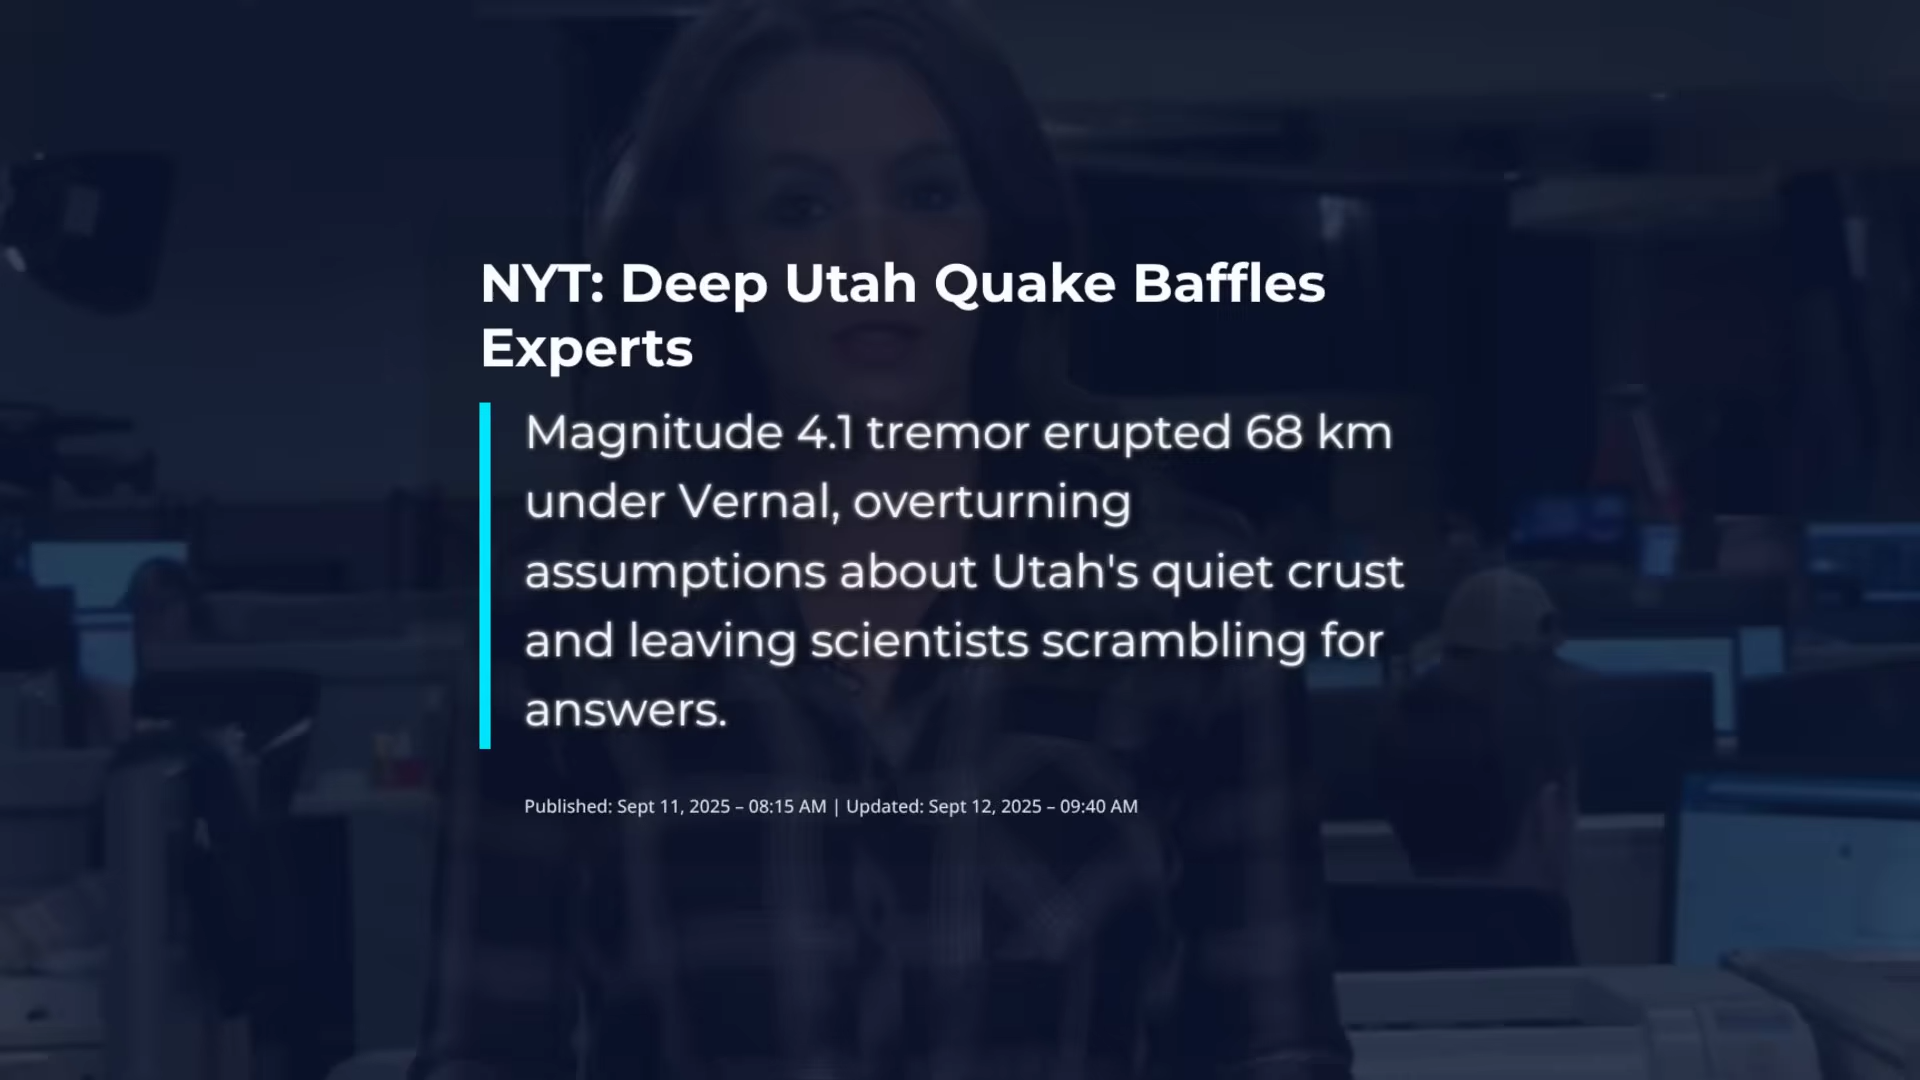 NYT: Deep Utah Quake Baffles
Experts
Magnitude 4.1 tremor erupted 68 km
under Vernal, overturning
assumptions about Utah's quiet crust
and leaving scientists scrambling for
answers.
Published: Sept 11, 2025 – 08:15 AM | Updated: Sept 12, 2025 – 09:40 AM